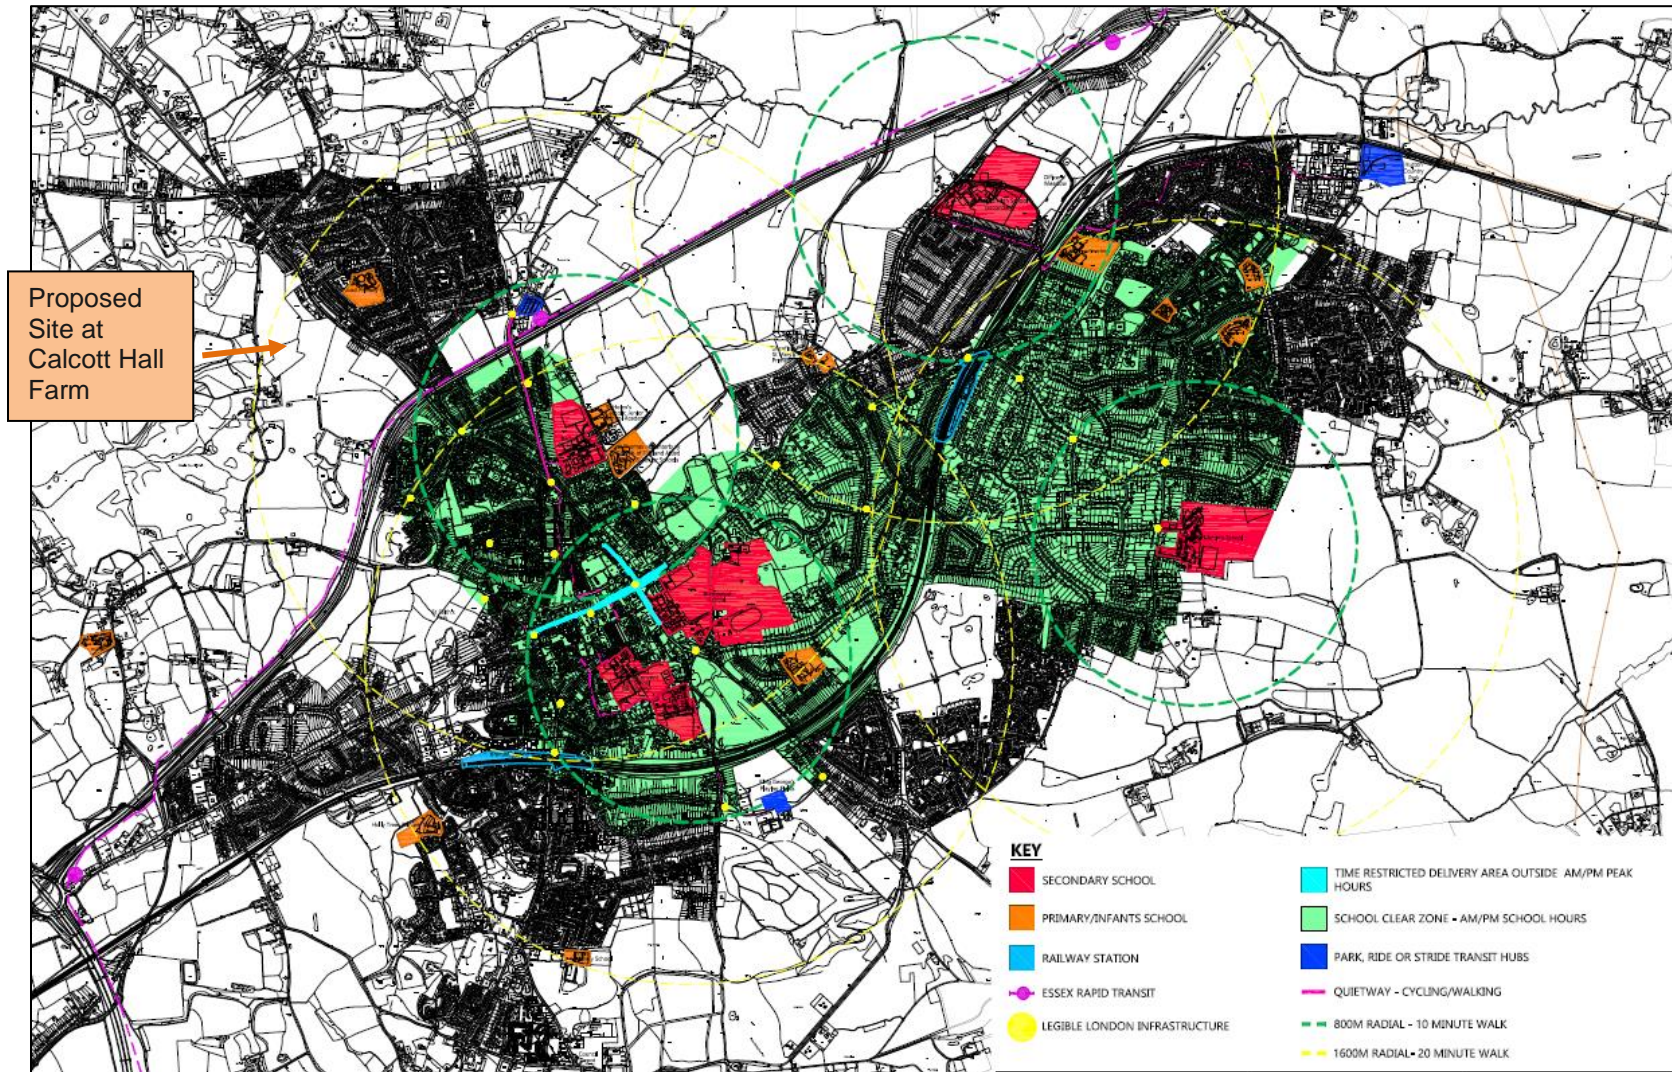 Proposed
Site at
Calcott Hall
Farm
KEY
SECONDARY SCHOOL
PRIMARY/INFANTS SCHOOL
RAILWAY STATION
ESSEX RAPID TRANSIT
LEGIBLE LONDON INFRASTRUCTURE
TIME RESTRICTED DELIVERY AREA OUTSIDE AM/PM PEAK
HOURS
SCHOOL CLEAR ZONE - AM/PM SCHOOL HOURS
PARK, RIDE OR STRIDE TRANSIT HUBS
QUIETWAY - CYCLING/WALKING
800M RADIAL - 10 MINUTE WALK
1600M RADIAL- 20 MINUTE WALK